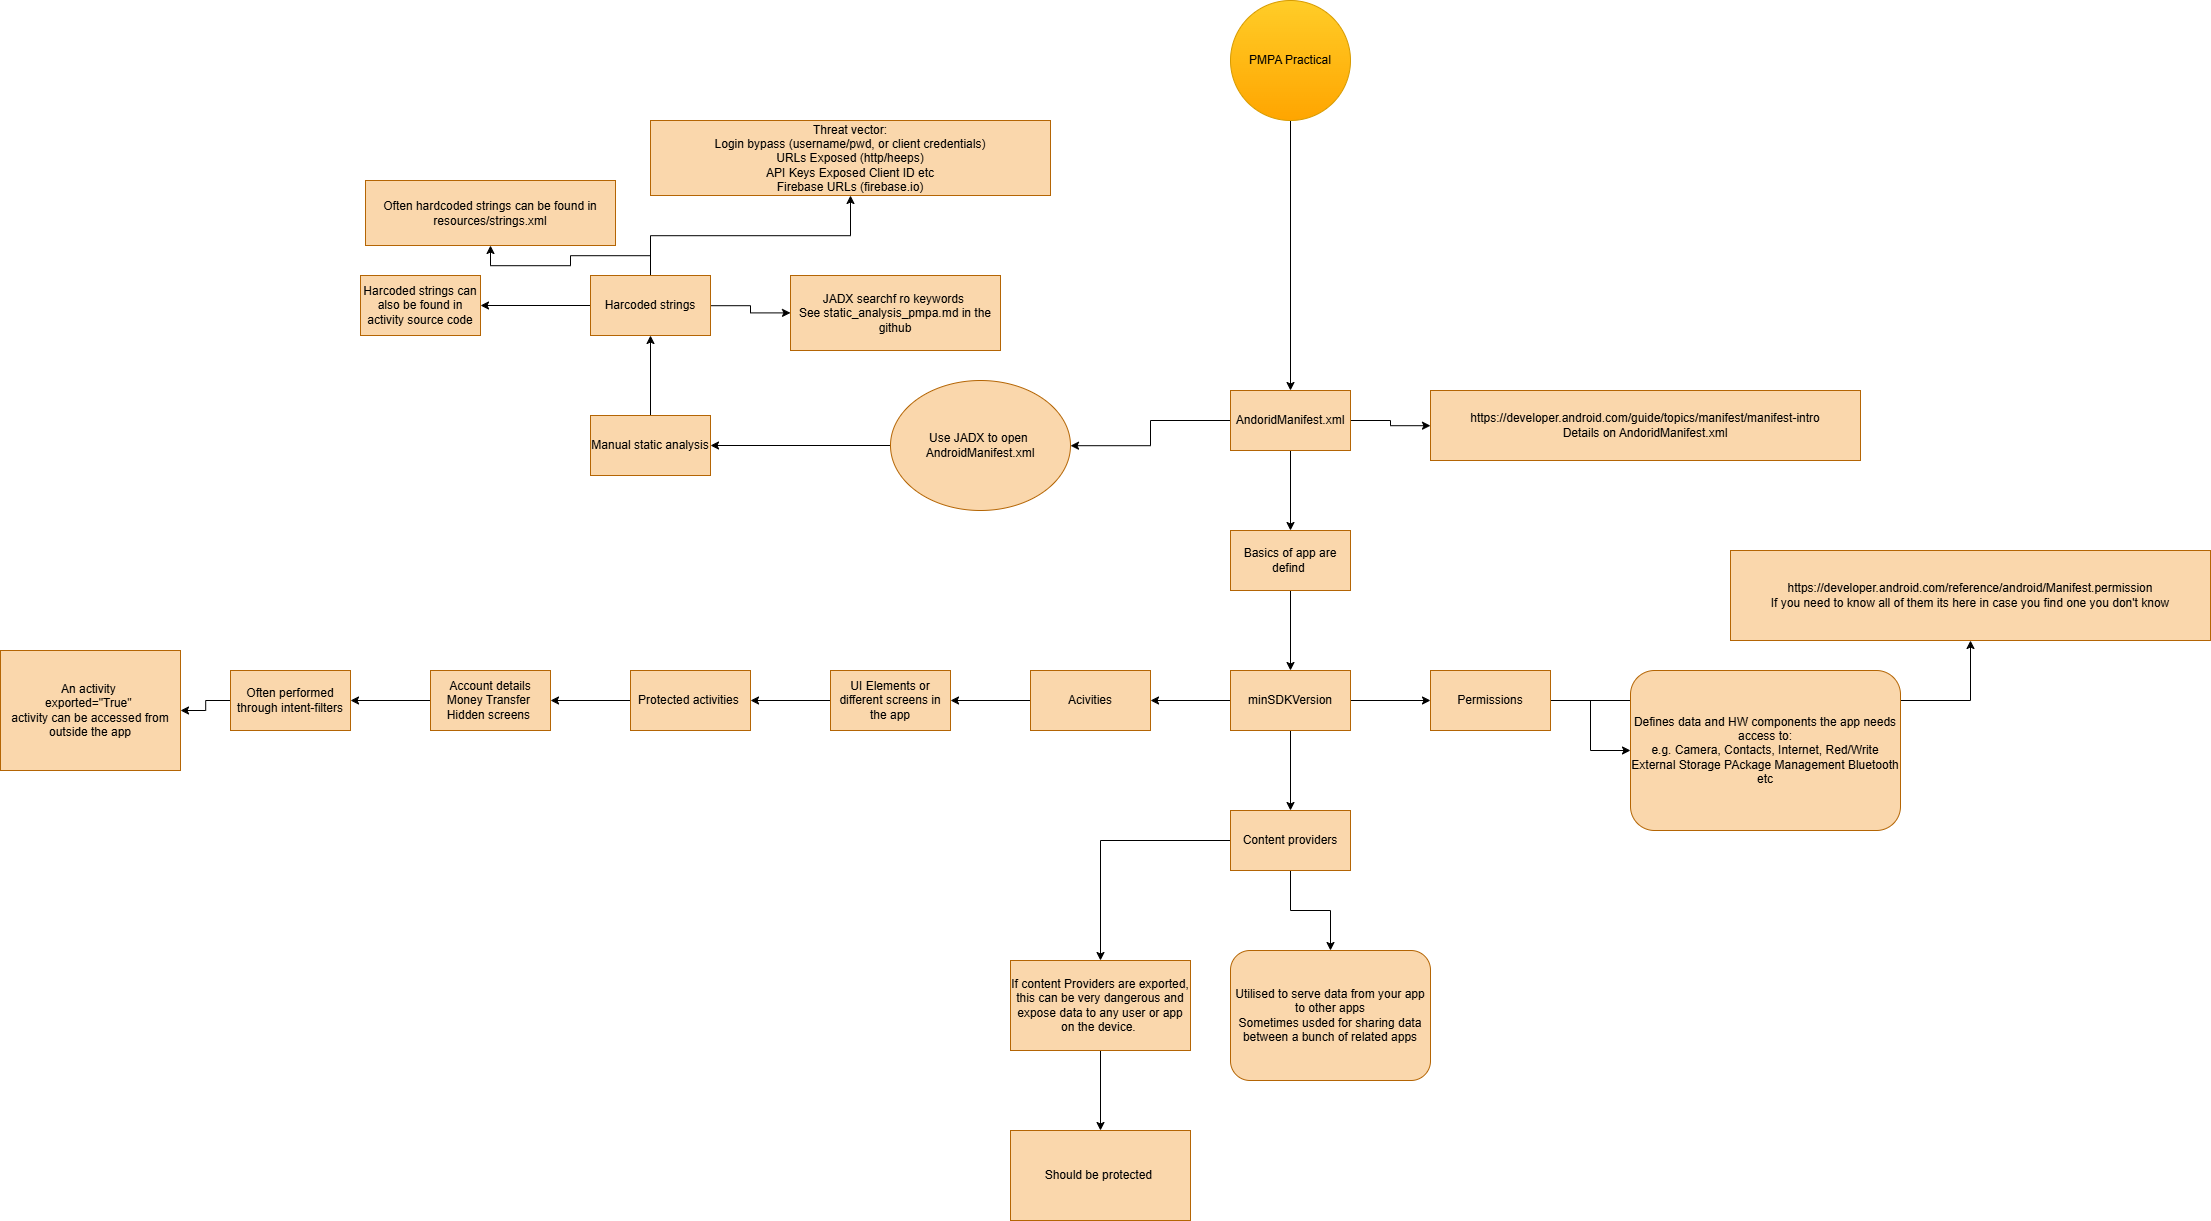 PMPA Practical
Threat vector:
Login bypass (username/pwd, or client credentials)
URLs Exposed (http/heeps)
API Keys Exposed Client ID etc
Firebase URLs (firebase.io)
Often hardcoded strings can be found in
resources/strings.xml
Harcoded strings can
also be found in
activity source code
Harcoded strings
JADX searchf ro keywords
See static_analysis_pmpa.md in the
github
Manual static analysis
Use JADX to open
AndroidManifest.xml
AndoridManifest.xml
https://developer.android.com/guide/topics/manifest/manifest-intro
Details on AndoridManifest.xml
Basics of app are
defind
https://developer.android.com/reference/android/Manifest.permission
If you need to know all of them its here in case you find one you don't know
An activity
exported="True"
activity can be accessed from
outside the app
Often performed
through intent-filters
Account details
Money Transfer
Hidden screens
Protected activities
UI Elements or
different screens in
the app
Acivities
minSDKVersion
Permissions
Defines data and HW components the app needs
access to:
e.g. Camera, Contacts, Internet, Red/Write
External Storage PAckage Management Bluetooth
etc
Content providers
If content Providers are exported,
this can be very dangerous and
expose data to any user or app
on the device.
Utilised to serve data from your app
to other apps
Sometimes usded for sharing data
between a bunch of related apps
Should be protected